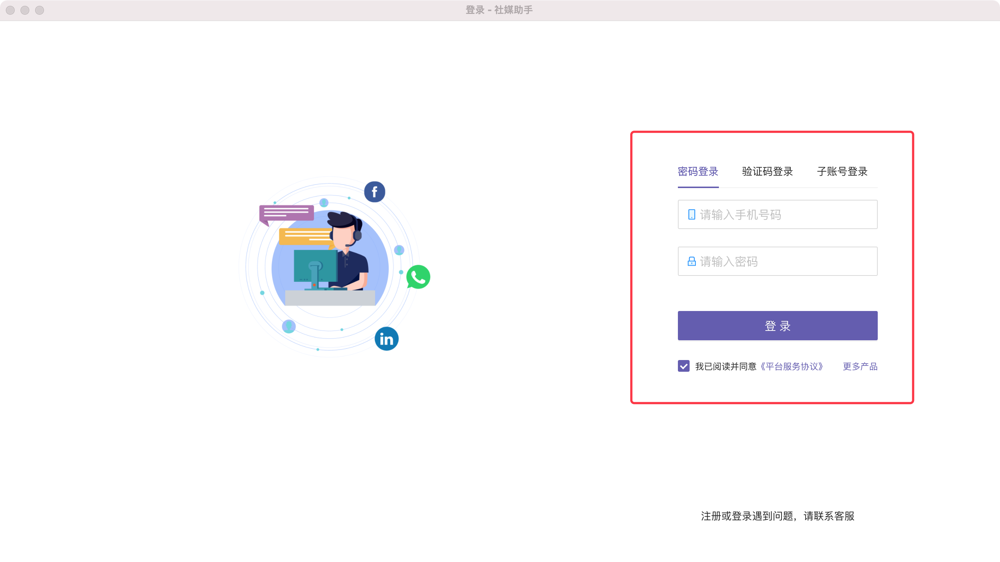 登录 - 社媒助手
密码登录 验证码登录 子账号登录
请输入手机号码
请输入密码
登 录
我已阅读并同意《平台服务协议》 更多产品
注册或登录遇到问题，请联系客服
f
in